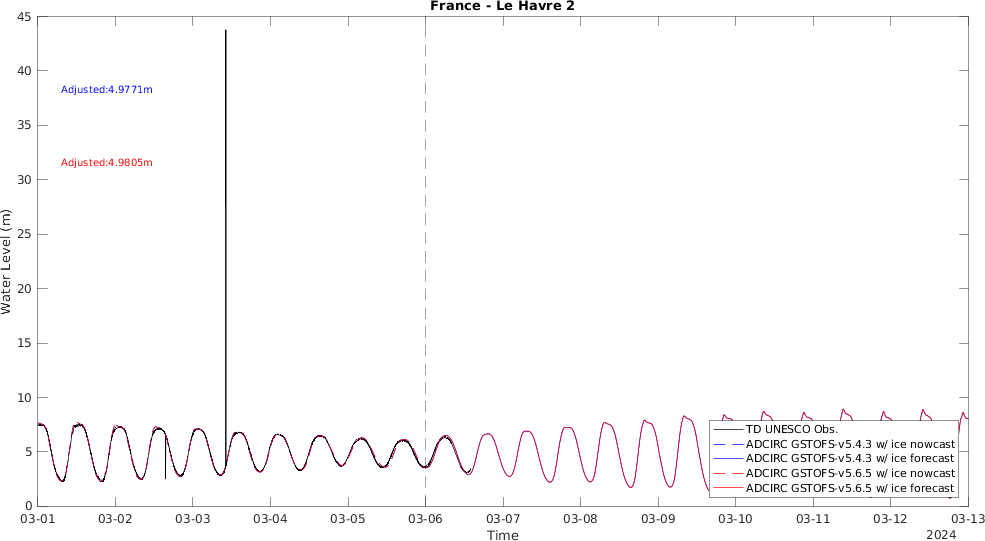 France - Le Havre 2
45
40
35
30
25
20
15
10
5
0
Water Level (m)
Adjusted:4.9771m
Adjusted:4.9805m
TD UNESCO Obs.
ADCIRC GSTOFS-v5.4.3 w/ ice nowcast
ADCIRC GSTOFS-v5.4.3 w/ ice forecast
ADCIRC GSTOFS-v5.6.5 w/ ice nowcast
ADCIRC GSTOFS-v5.6.5 w/ ice forecast
03-01 03-02 03-03 03-04 03-05 03-06 03-07 03-08 03-09 03-10 03-11 03-12 03-13
Time
2024